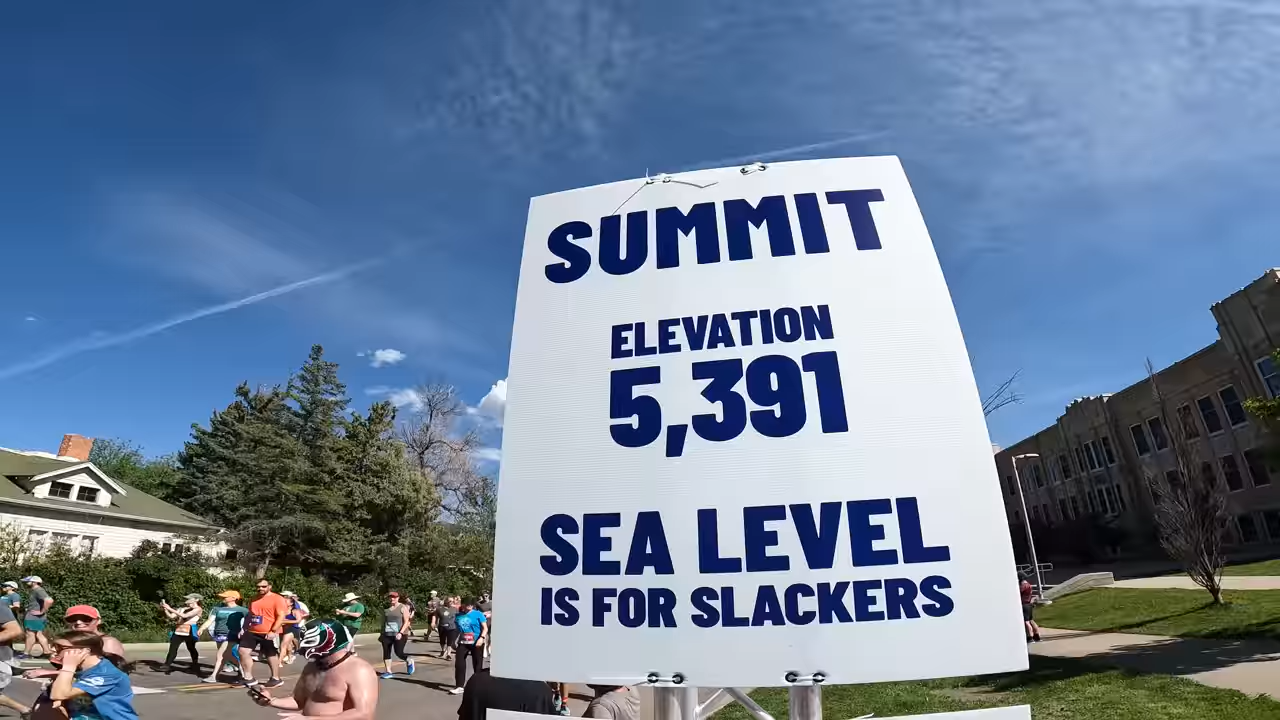 SUMMIT
ELEVATION
5,391
SEA LEVEL
IS FOR SLACKERS